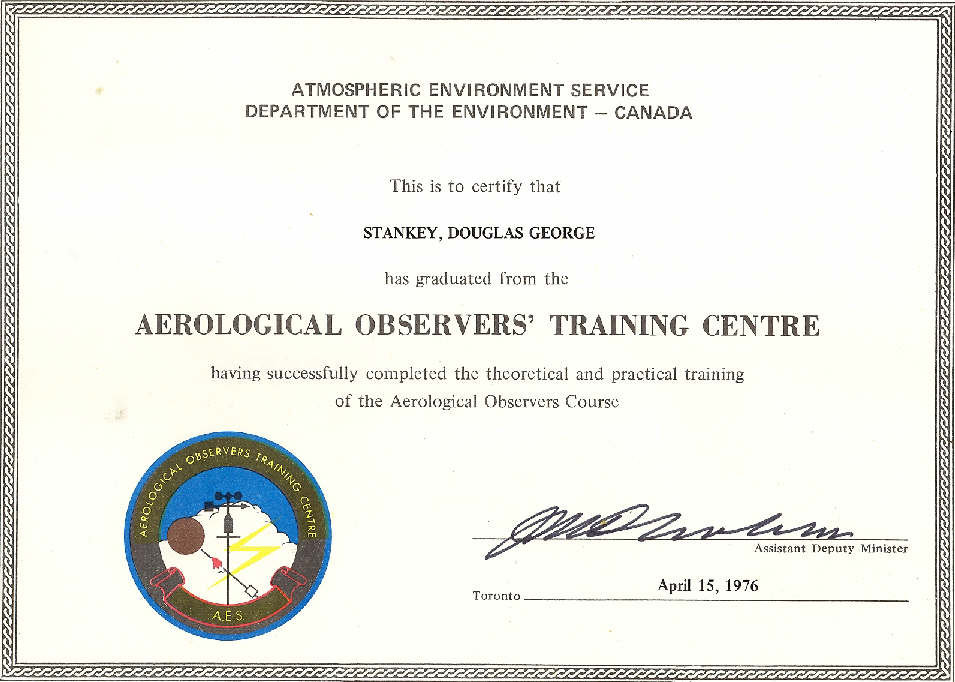 ATMOSPHERIC ENVIRONMENT SERVICE
DEPARTMENT OF THE ENVIRONMENT – CANADA
This is to certify that
STANKEY, DOUGLAS GEORGE
has graduated from the
AEROLOGICAL OBSERVERS' TRAINING CENTRE
having successfully completed the theoretical and practical training
of the Aerological Observers Course
AEROLOGICAL OBSERVERS TRAINING CENTRE
A.E.S.
Assistant Deputy Minister
Toronto April 15, 1976